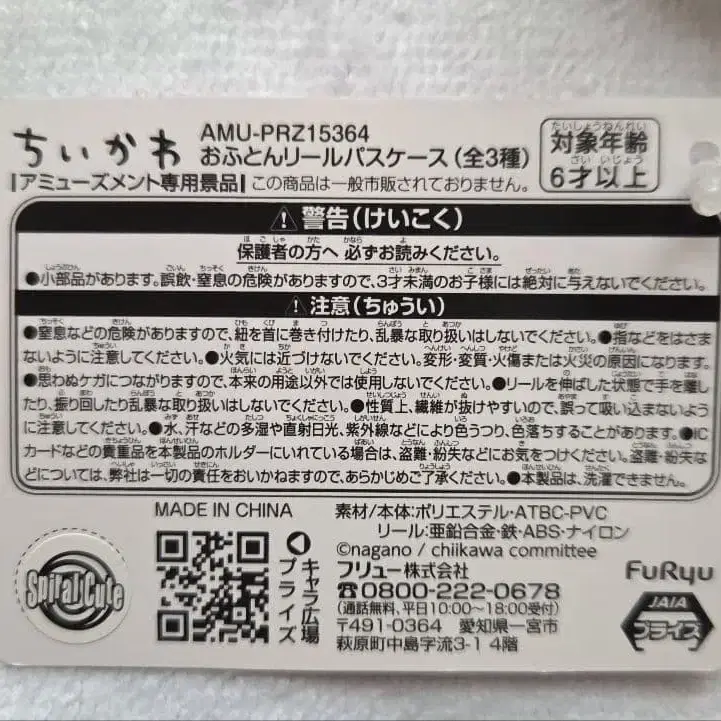 ちいかわ
AMU-PRZ15364
おふとんリールパスケース(全3種)
アミューズメント専用景品
この商品は一般市販されておりません。
対象年齢
6才以上
⚠警告(けいこく)
保護者の方へ 必ずお読みください。
●小部品があります。誤飲・窒息の危険がありますので、3才未満のお子様には絶対に与えないでください。
⚠注意(ちゅうい)
●窒息などの危険がありますので、紐を首に巻き付けたり、乱暴な取り扱いはしないでください。●指などをはさま
ないように注意してください。●火気には近づけないでください。変形・変質・火傷または火災の原因になります。
●思わぬケガにつながりますので、本来の用途以外では使用しないでください。●リールを伸ばした状態で手を離し
たり、振り回したり乱暴な取り扱いはしないでください。●性質上、繊維が抜けやすいので、誤って吸い込まないよう
に注意してください。●水、汗などの多湿や直射日光、紫外線などにより色うつり、色落ちすることがあります。●IC
カードなどの貴重品を本製品のホルダーにいれている場合は、盗難・紛失などにお気をつけください。盗難・紛失な
どについては、弊社は一切の責任をおいかねますので、あらかじめご了承ください。●本製品は、洗濯できません。
MADE IN CHINA
素材/本体:ポリエステル・ATBC-PVC
リール:亜鉛合金・鉄・ABS・ナイロン
©nagano / chiikawa committee
フリュー株式会社
☎0800-222-0678
(通話無料、平日10:00~18:00受付)
〒491-0364 愛知県一宮市
萩原町中島字流3-1 4階
キャラ広場
プライズ
Spiral Cute
FuRyu
JAIA
プライズ